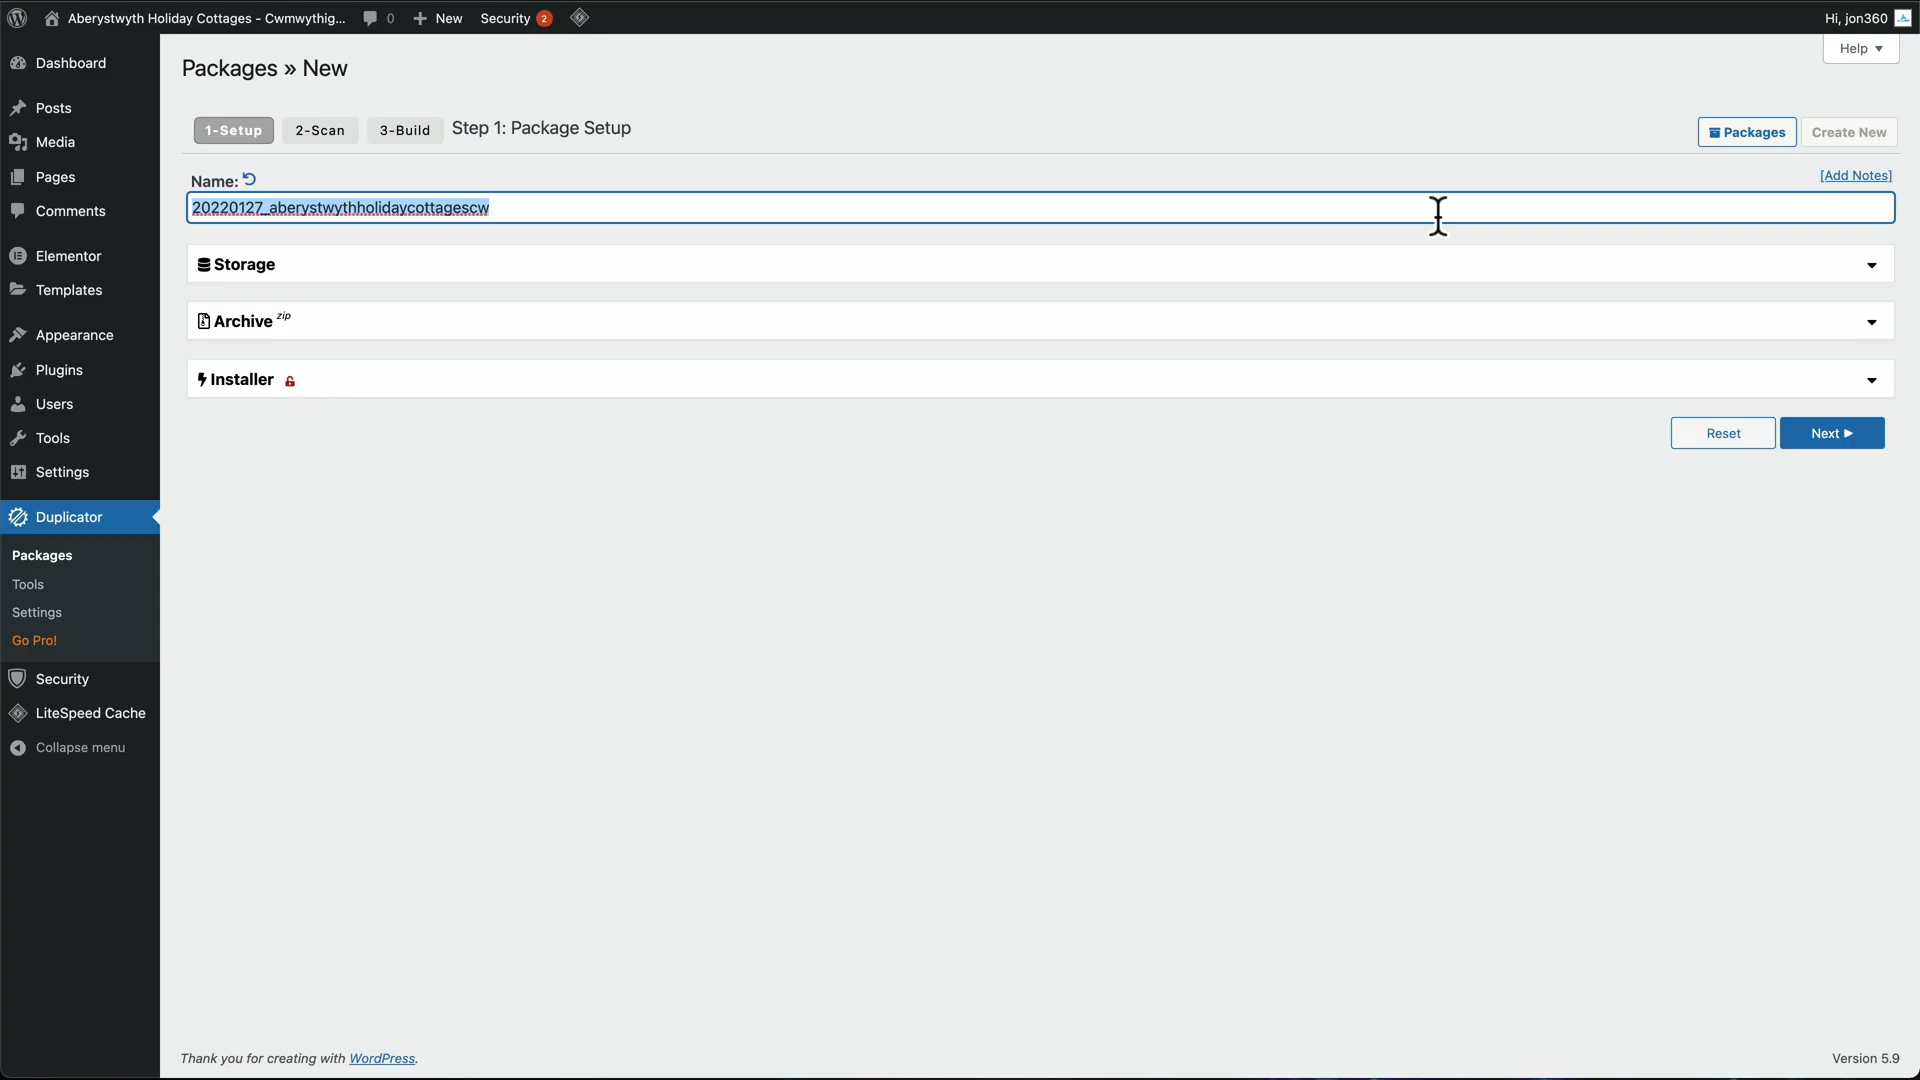 Aberystwyth Holiday Cottages - Cwmwythig... 0 New Security 2 Hi, jon360
Help
Dashboard
Posts
Media
Pages
Comments
Elementor
Templates
Appearance
Plugins
Users
Tools
Settings
Duplicator
Packages
Tools
Settings
Go Pro!
Security
LiteSpeed Cache
Collapse menu
Packages » New
1-Setup 2-Scan 3-Build Step 1: Package Setup
Packages Create New
Name: [Add Notes]
20220127_aberystwythholidaycottagescw
Storage
Archive zip
Installer
Reset Next
Thank you for creating with WordPress. Version 5.9